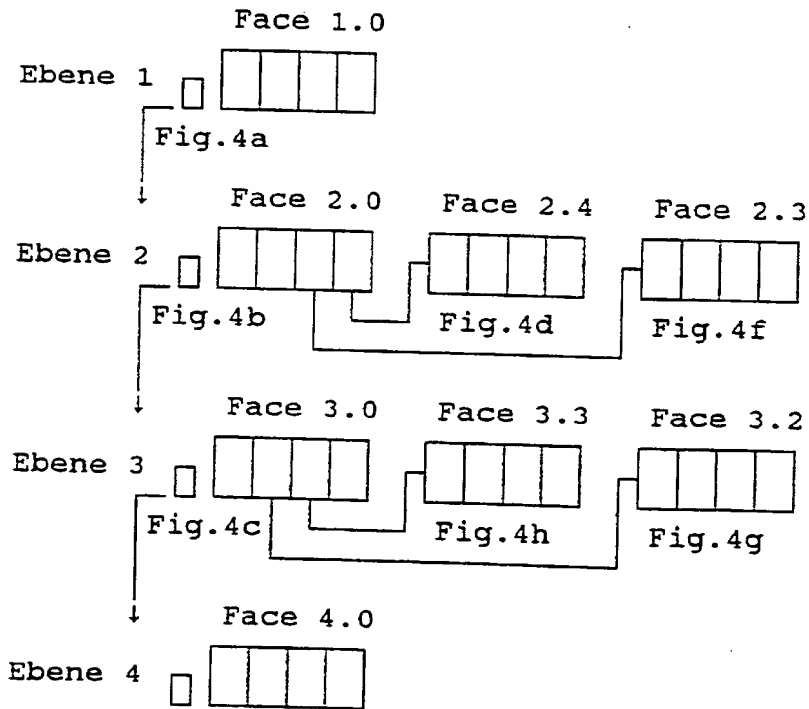 Face 1.0
Ebene 1
Fig.4a
Face 2.0 Face 2.4 Face 2.3
Ebene 2
Fig.4b Fig.4d Fig.4f
Face 3.0 Face 3.3 Face 3.2
Ebene 3
Fig.4c Fig.4h Fig.4g
Face 4.0
Ebene 4